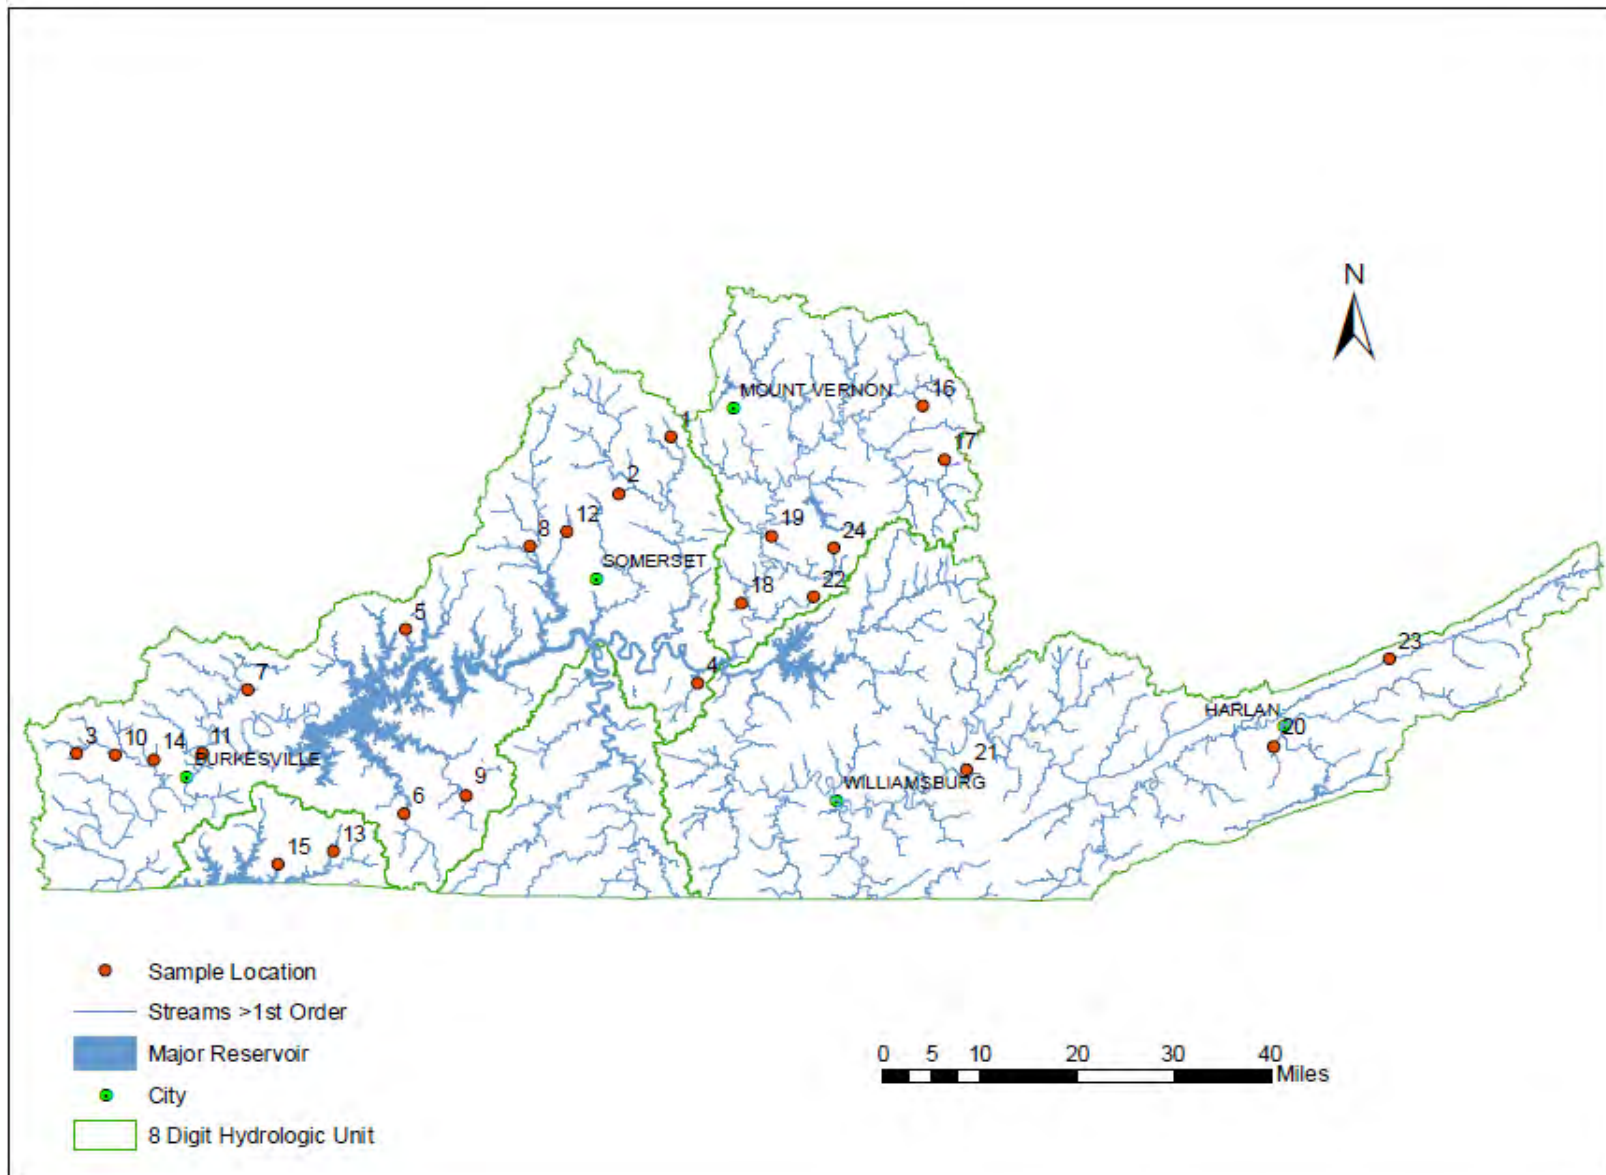 N
MOUNT VERNON
16
1
17
2
19
12
8
24
SOMERSET
18
22
5
23
4
7
HARLAN
20
3
10
14
11
BURKESVILLE
21
WILLIAMSBURG
9
6
15
13
Sample Location
Streams >1st Order
Major Reservoir
City
8 Digit Hydrologic Unit
0 5 10 20 30 40
Miles